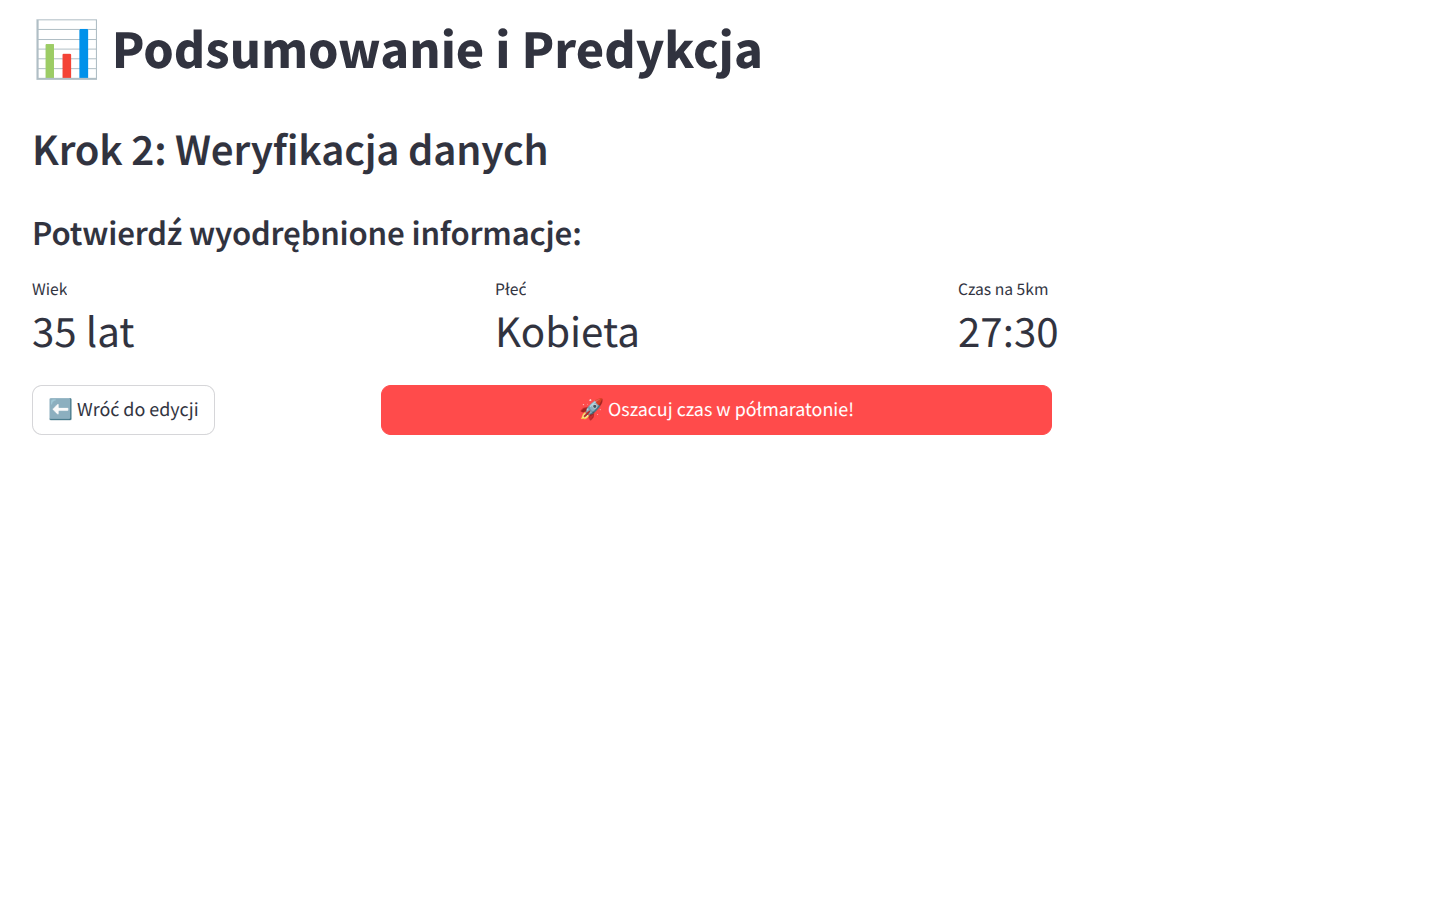 Podsumowanie i Predykcja
Krok 2: Weryfikacja danych
Potwierdź wyodrębnione informacje:
Wiek
35 lat
Płeć
Kobieta
Czas na 5km
27:30
Wróć do edycji
Oszacuj czas w półmaratonie!